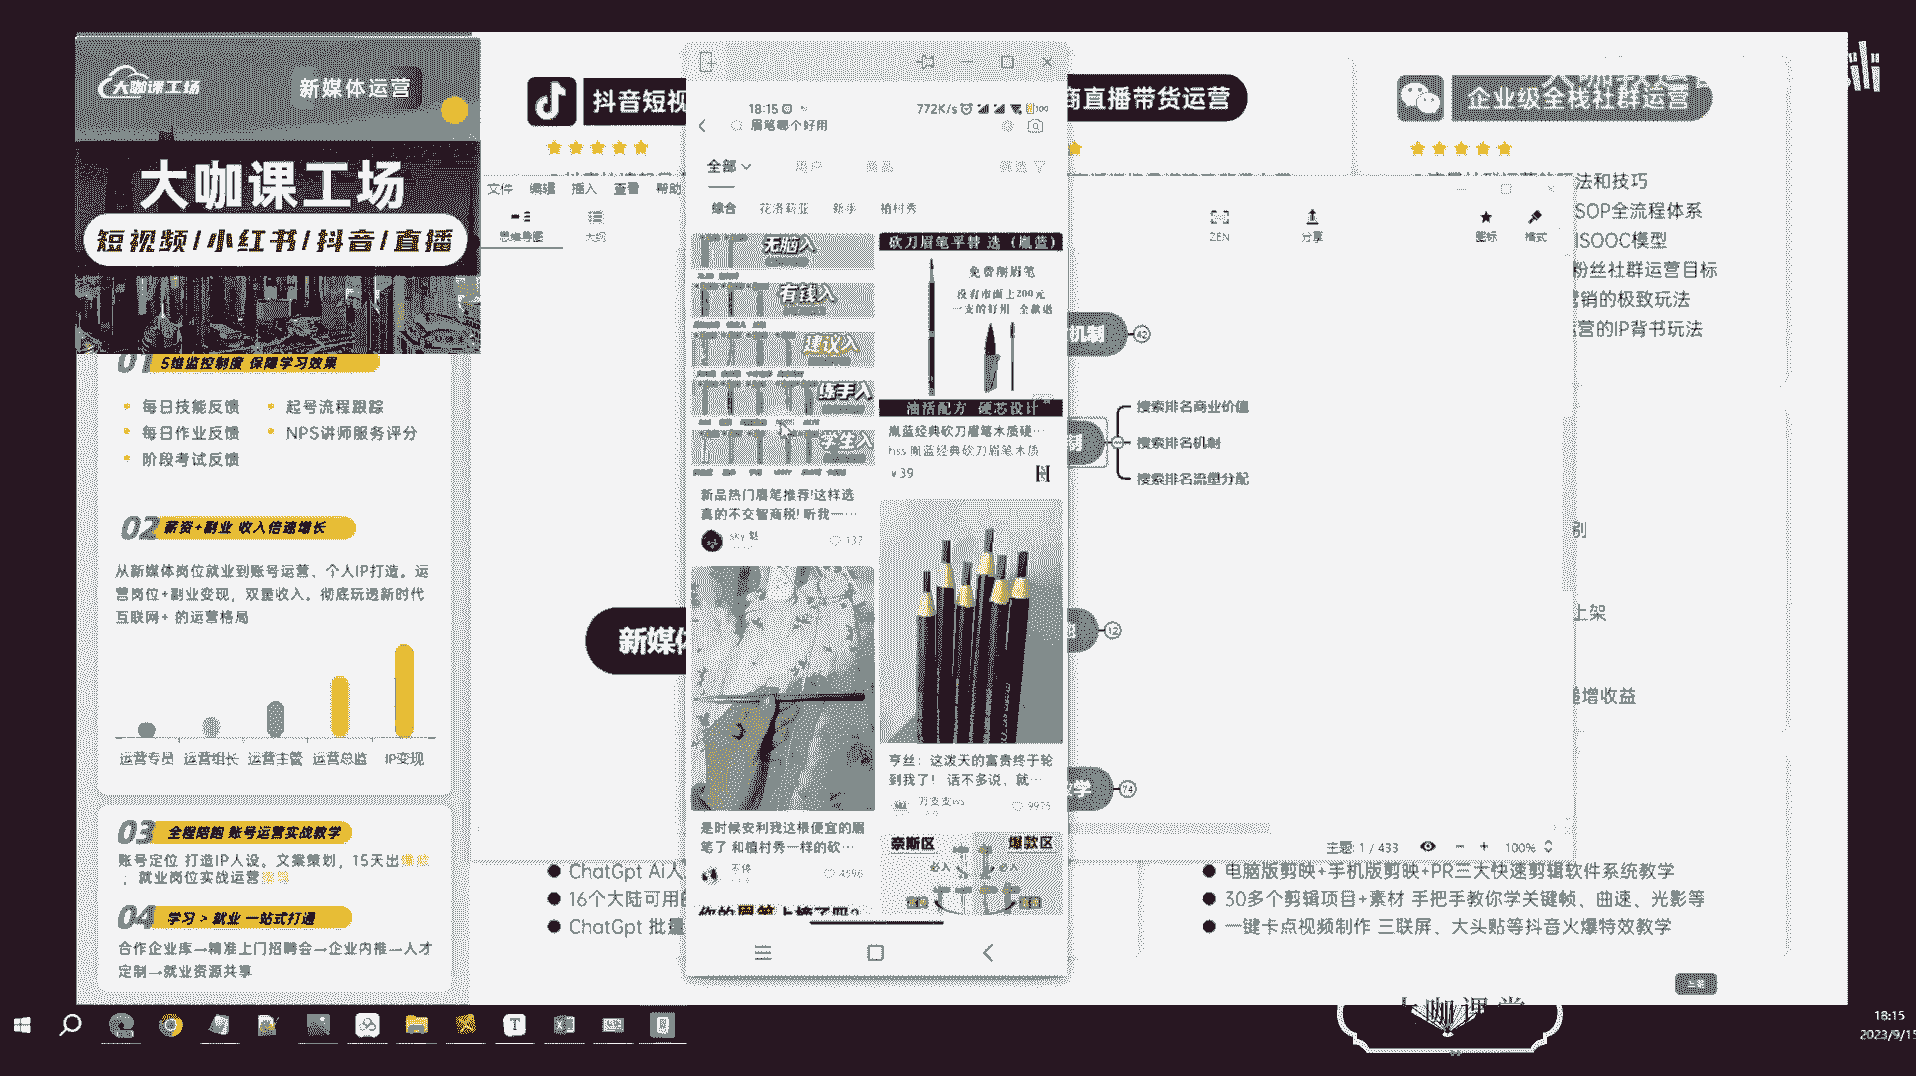 大咖课工场
新媒体运营
大咖课工场
短视频/小红书/抖音/直播
01 5维监控制度 保障学习效果
每日技能反馈
起号流程跟踪
每日作业反馈
NPS讲师服务评分
阶段考试反馈
02 薪资+副业 收入倍速增长
从新媒体岗位就业到账号运营、个人IP打造。运
营岗位+副业变现，双重收入。彻底玩透新时代
互联网+ 的运营格局
运营专员 运营组长 运营主管 运营总监 IP变现
03 全程陪跑 账号运营实战教学
账号定位 打造IP人设。文案策划，15天出
；就业岗位实战运营
04 学习 > 就业 一站式打通
合作企业库→精准上门招聘会→企业内推→人才
定制→就业资源共享
抖音短视
商直播带货运营
企业级全栈社群运营
法和技巧
SOP全流程体系
ISOOC模型
粉丝社群运营目标
营销的极致玩法
运营的IP背书玩法
文件 编辑 插入 查看 帮助
思维导图 大纲
ZEN 分享 图标 格式
新媒体
机制 42
制
搜索排名商业价值
搜索排名机制
搜索排名流量分配
12
学 74
别
上架
递增收益
主题: 1 / 433
100%
18:15
772K/s
100
眉笔哪个好用
全部 用户 商品 筛选
综合 花洛莉亚 新手 植村秀
无脑入
有钱入
建议入
练手入
学生入
新品热门眉笔推荐!这样选
真的不交智商税! 听我一…
sky 魅
137
是时候安利我这根便宜的眉
笔了 和植村秀一样的砍…
不停
4596
你的眉笔上榜了吗?
砍刀眉笔平替 选（胤蓝）
免费削眉笔
没有市面上200元
一支的好用 全款退
油活配方 硬芯设计
胤蓝经典砍刀眉笔木质硬…
hss 胤蓝经典砍刀眉笔木质
¥39
亨丝：这泼天的富贵终于轮
到我了！ 话不多说，就…
万支支ws
9975
奈斯区
爆款区
必入
必入
ChatGpt AI人
16个大陆可用的
ChatGpt 批量
电脑版剪映+手机版剪映+PR三大快速剪辑软件系统教学
30多个剪辑项目+素材 手把手教你学关键帧、曲速、光影等
一键卡点视频制作 三联屏、大头贴等抖音火爆特效教学
大咖课堂
18:15
2023/9/15